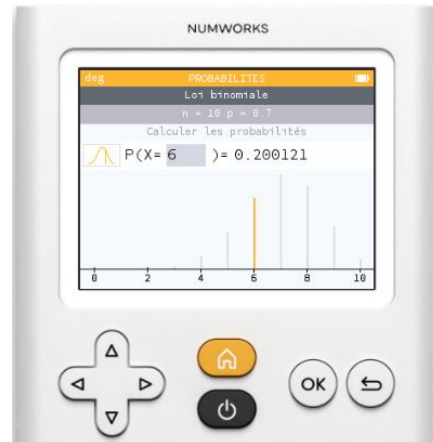 NUMWORKS
deg PROBABILITES
Loi binomiale
n = 10 p = 0.7
Calculer les probabilités
P(X= 6 )= 0.200121
0 2 4 6 8 10
OK